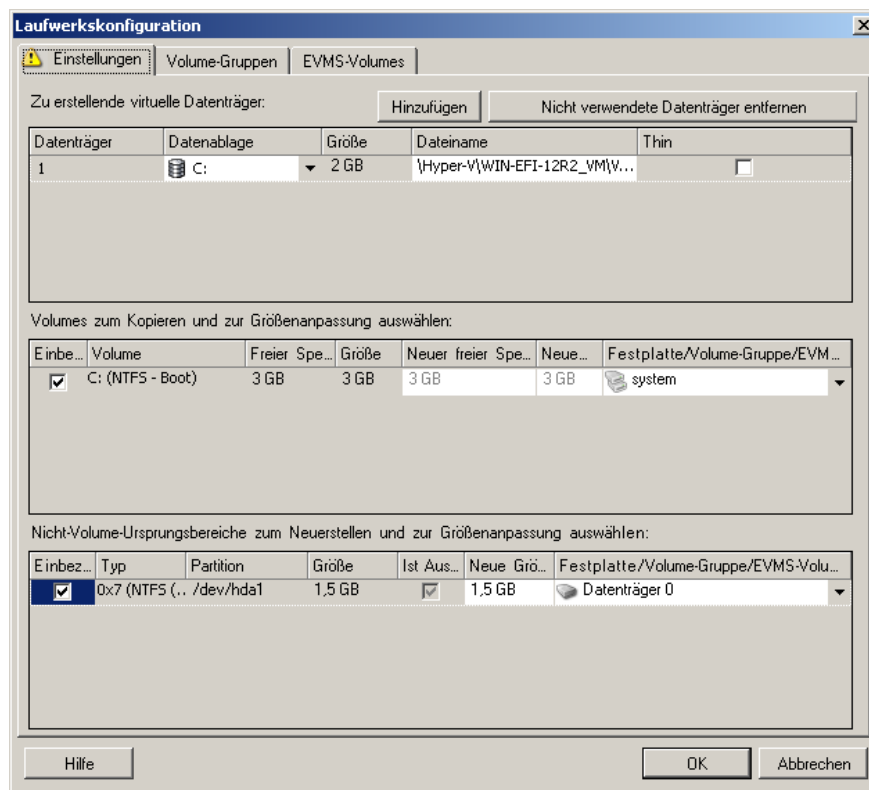 Laufwerkskonfiguration
Einstellungen Volume-Gruppen EVMS-Volumes
Zu erstellende virtuelle Datenträger: Hinzufügen Nicht verwendete Datenträger entfernen
Datenträger Datenablage Größe Dateiname Thin
1 C: 2 GB \Hyper-V\WIN-EFI-12R2_VM\V...
Volumes zum Kopieren und zur Größenanpassung auswählen:
Einbe... Volume Freier Spe... Größe Neuer freier Spe... Neue... Festplatte/Volume-Gruppe/EVM...
C: (NTFS - Boot) 3 GB 3 GB 3 GB 3 GB system
Nicht-Volume-Ursprungsbereiche zum Neuerstellen und zur Größenanpassung auswählen:
Einbez... Typ Partition Größe Ist Aus... Neue Grö... Festplatte/Volume-Gruppe/EVMS-Volu...
0x7 (NTFS (.. /dev/hda1 1,5 GB 1,5 GB Datenträger 0
Hilfe OK Abbrechen